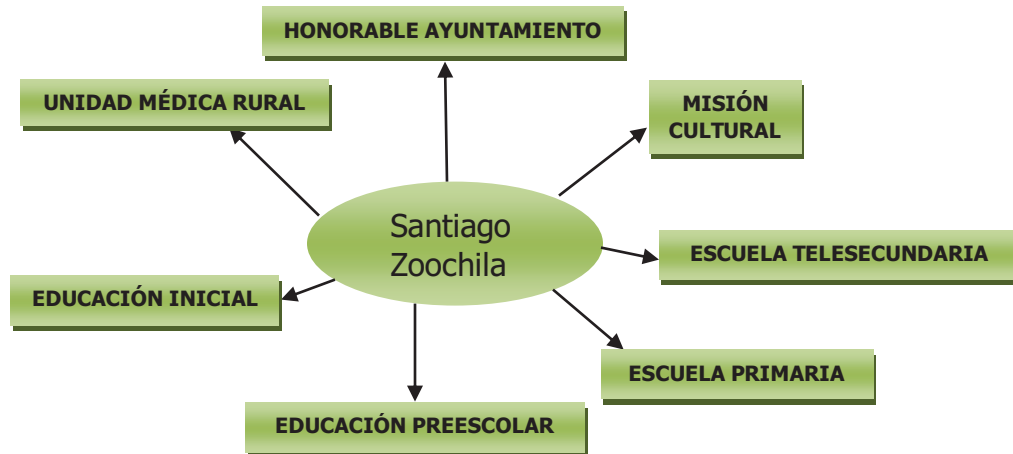 HONORABLE AYUNTAMIENTO
UNIDAD MÉDICA RURAL
MISIÓN
CULTURAL
Santiago
Zoochila
ESCUELA TELESECUNDARIA
EDUCACIÓN INICIAL
ESCUELA PRIMARIA
EDUCACIÓN PREESCOLAR